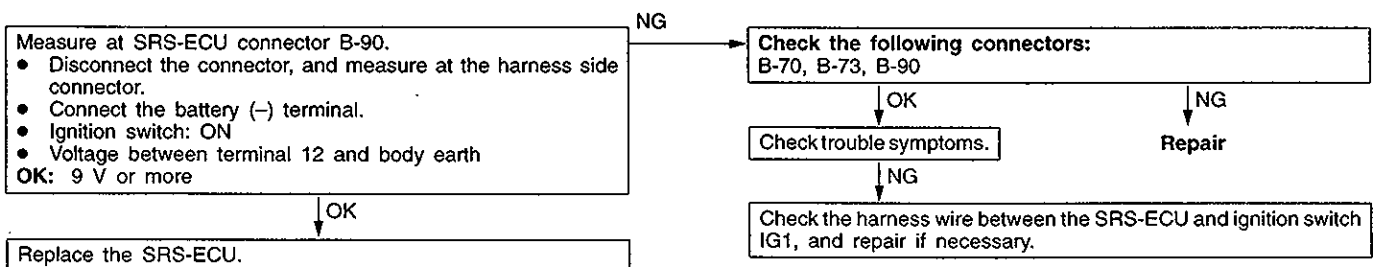 NG
Measure at SRS-ECU connector B-90.
● Disconnect the connector, and measure at the harness side
connector.
● Connect the battery (–) terminal.
● Ignition switch: ON
● Voltage between terminal 12 and body earth
OK: 9 V or more
Check the following connectors:
B-70, B-73, B-90
OK
NG
Check trouble symptoms.
Repair
NG
OK
Check the harness wire between the SRS-ECU and ignition switch
IG1, and repair if necessary.
Replace the SRS-ECU.